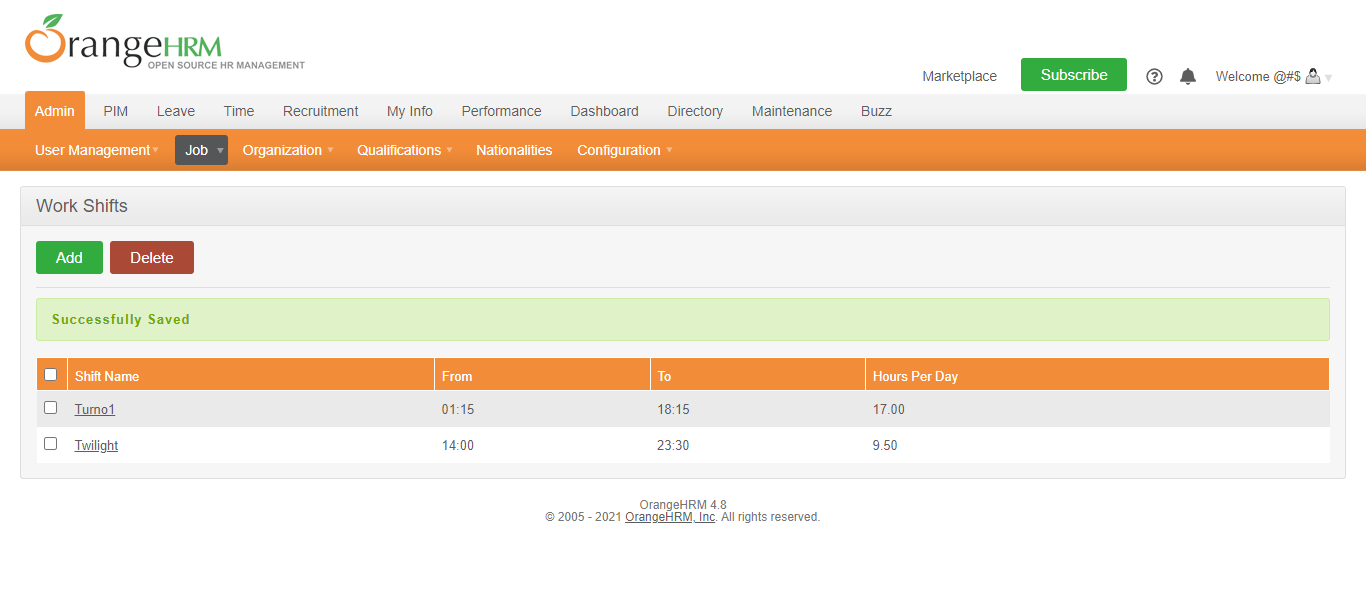 OrangeHRM
OPEN SOURCE HR MANAGEMENT
Marketplace Subscribe Welcome @#$
Admin PIM Leave Time Recruitment My Info Performance Dashboard Directory Maintenance Buzz
User Management Job Organization Qualifications Nationalities Configuration
Work Shifts
Add Delete
Successfully Saved
Shift Name From To Hours Per Day
Turno1 01:15 18:15 17.00
Twilight 14:00 23:30 9.50
OrangeHRM 4.8
© 2005 - 2021 OrangeHRM, Inc. All rights reserved.